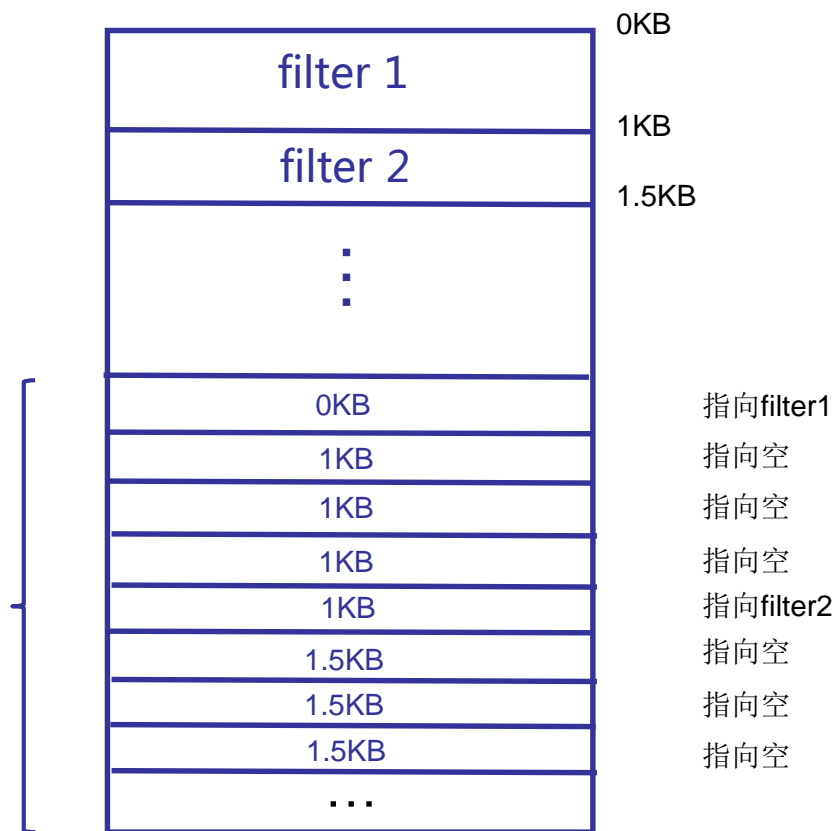 0KB
filter 1
1KB
filter 2
1.5KB
0KB 指向filter1
1KB 指向空
1KB 指向空
1KB 指向空
1KB 指向filter2
1.5KB 指向空
1.5KB 指向空
1.5KB 指向空
...